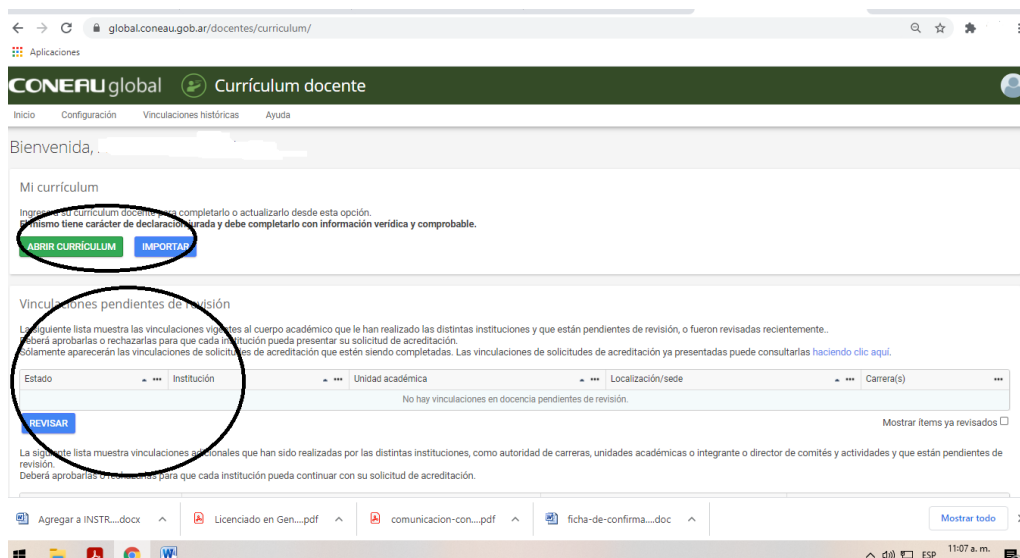 global.coneau.gob.ar/docentes/curriculum/
Aplicaciones
CONEAU global Currículum docente
Inicio Configuración Vinculaciones históricas Ayuda
Bienvenida,
Mi currículum
Ingrese a su currículum docente para completarlo o actualizarlo desde esta opción.
El mismo tiene carácter de declaración jurada y debe completarlo con información verídica y comprobable.
ABRIR CURRÍCULUM IMPORTAR
Vinculaciones pendientes de revisión
La siguiente lista muestra las vinculaciones vigentes al cuerpo académico que le han realizado las distintas instituciones y que están pendientes de revisión, o fueron revisadas recientemente..
Deberá aprobarlas o rechazarlas para que cada institución pueda presentar su solicitud de acreditación.
Sólamente aparecerán las vinculaciones de solicitudes de acreditación que estén siendo completadas. Las vinculaciones de solicitudes de acreditación ya presentadas puede consultarlas haciendo clic aquí.
Estado Institución Unidad académica Localización/sede Carrera(s)
No hay vinculaciones en docencia pendientes de revisión.
REVISAR Mostrar ítems ya revisados
La siguiente lista muestra vinculaciones adicionales que han sido realizadas por las distintas instituciones, como autoridad de carreras, unidades académicas o integrante o director de comités y actividades y que están pendientes de
revisión.
Deberá aprobarlas o rechazarlas para que cada institución pueda continuar con su solicitud de acreditación.
Agregar a INSTR....docx Licenciado en Gen....pdf comunicacion-con....pdf ficha-de-confirma....doc Mostrar todo
ESP 11:07 a. m.